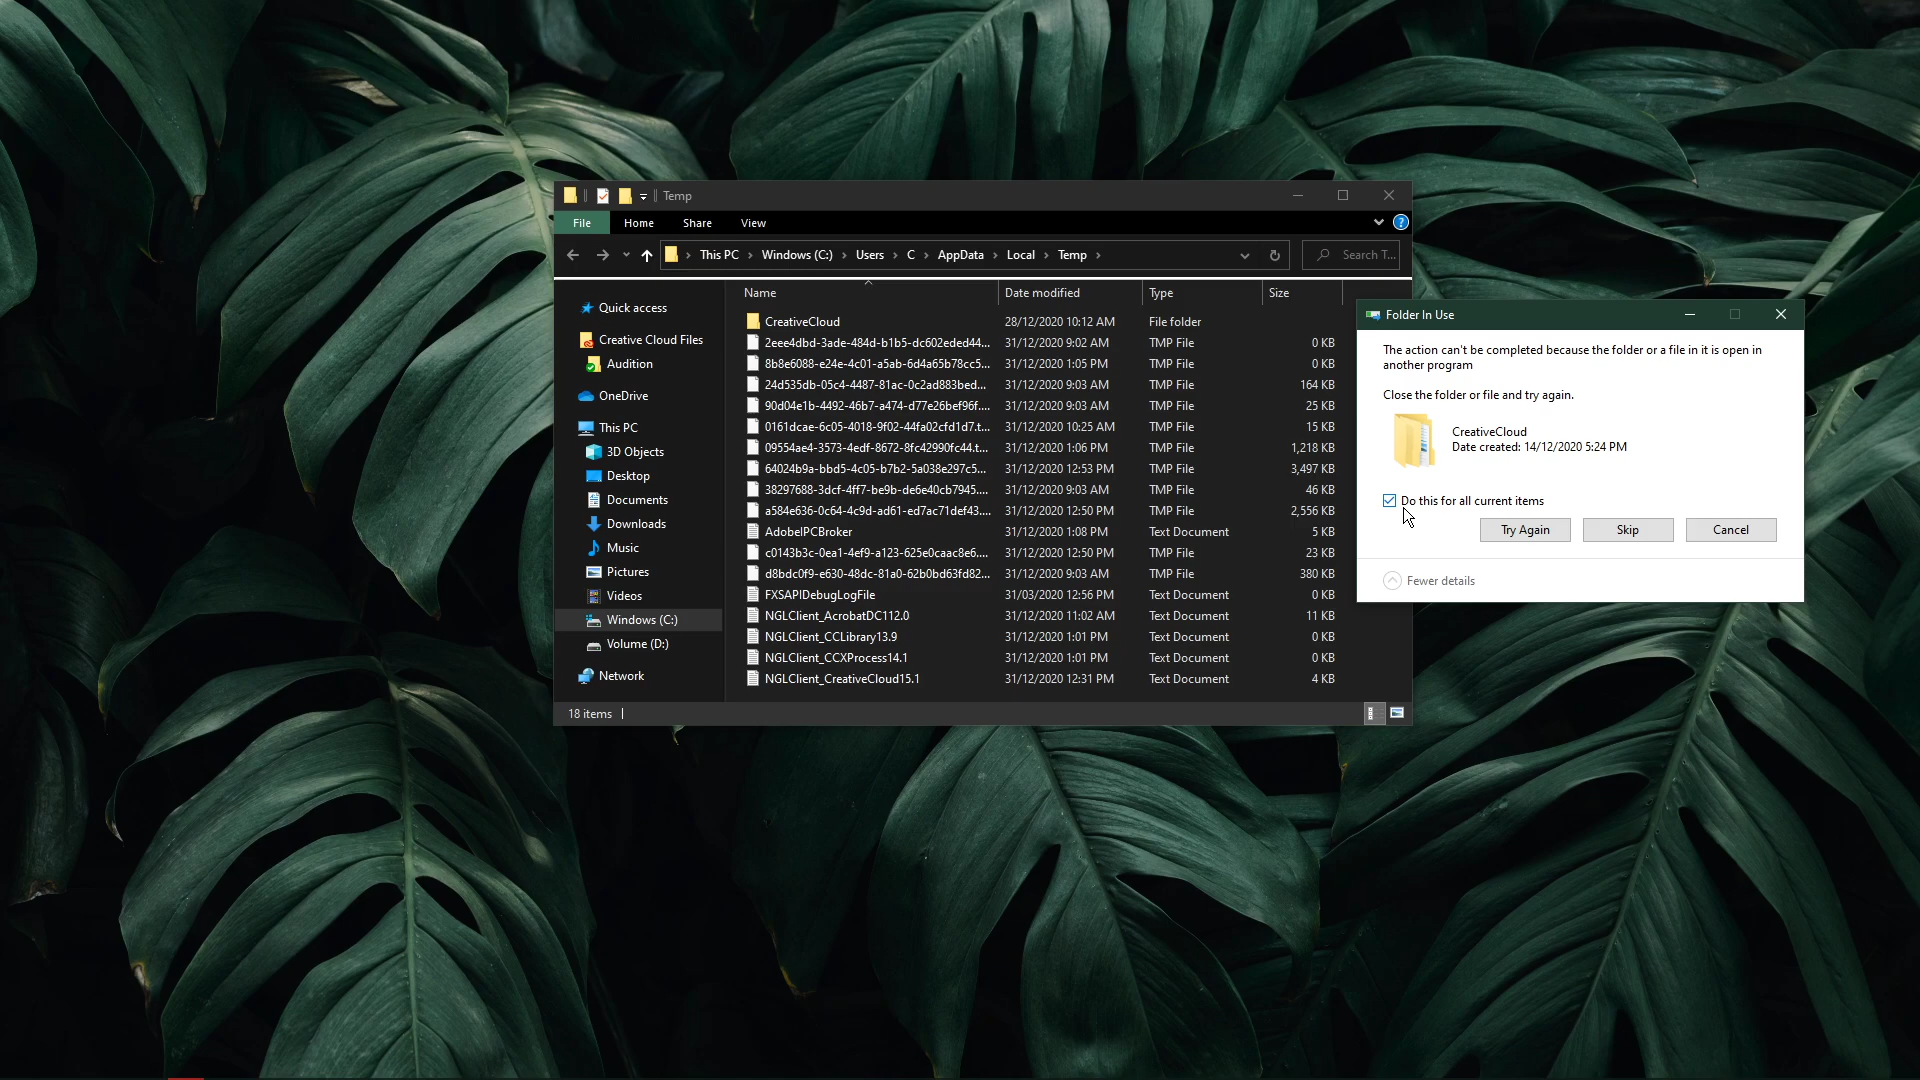 Temp
File Home Share View
This PC Windows (C:) Users C AppData Local Temp
Search T...
Name Date modified Type Size
Quick access
Creative Cloud Files
Audition
OneDrive
This PC
3D Objects
Desktop
Documents
Downloads
Music
Pictures
Videos
Windows (C:)
Volume (D:)
Network
CreativeCloud 28/12/2020 10:12 AM File folder
2eee4dbd-3ade-484d-b1b5-dc602eded44... 31/12/2020 9:02 AM TMP File 0 KB
8b8e6088-e24e-4c01-a5ab-6d4a65b78cc5... 31/12/2020 1:05 PM TMP File 0 KB
24d535db-05c4-4487-81ac-0c2ad883bed... 31/12/2020 9:03 AM TMP File 164 KB
90d04e1b-4492-46b7-a474-d77e26bef96f.... 31/12/2020 9:03 AM TMP File 25 KB
0161dcae-6c05-4018-9f02-44fa02cfd1d7.t... 31/12/2020 10:25 AM TMP File 15 KB
09554ae4-3573-4edf-8672-8fc42990fc44.t... 31/12/2020 1:06 PM TMP File 1,218 KB
64024b9a-bbd5-4c05-b7b2-5a038e297c5... 31/12/2020 12:53 PM TMP File 3,497 KB
38297688-3dcf-4ff7-be9b-de6e40cb7945.... 31/12/2020 9:03 AM TMP File 46 KB
a584e636-0c64-4c9d-ad61-ed7ac71def43.... 31/12/2020 12:50 PM TMP File 2,556 KB
AdobeIPCBroker 31/12/2020 1:08 PM Text Document 5 KB
c0143b3c-0ea1-4ef9-a123-625e0caac8e6.... 31/12/2020 12:50 PM TMP File 23 KB
d8bdc0f9-e630-48dc-81a0-62b0bd63fd82... 31/12/2020 9:03 AM TMP File 380 KB
FXSAPIDebugLogFile 31/03/2020 12:56 PM Text Document 0 KB
NGLClient_AcrobatDC112.0 31/12/2020 11:02 AM Text Document 11 KB
NGLClient_CCLibrary13.9 31/12/2020 1:01 PM Text Document 0 KB
NGLClient_CCXProcess14.1 31/12/2020 1:01 PM Text Document 0 KB
NGLClient_CreativeCloud15.1 31/12/2020 12:31 PM Text Document 4 KB
18 items
Folder In Use
The action can't be completed because the folder or a file in it is open in
another program
Close the folder or file and try again.
CreativeCloud
Date created: 14/12/2020 5:24 PM
Do this for all current items
Try Again Skip Cancel
Fewer details